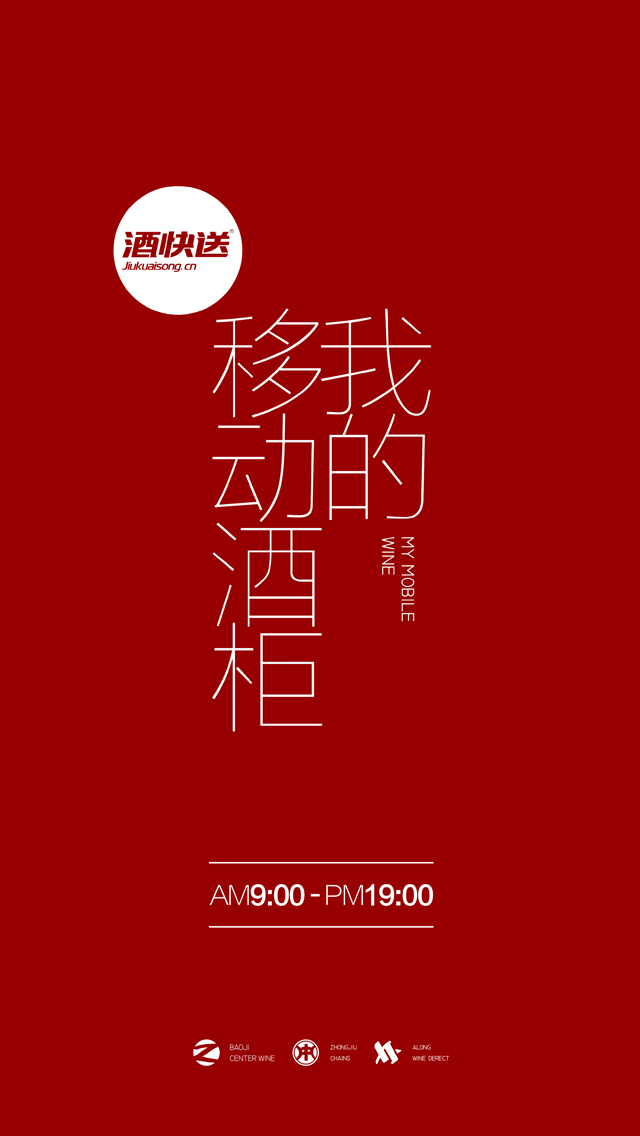 酒快送®
Jiukuaisong.cn
我的
移动酒柜
MY MOBILE
WINE
AM9:00-PM19:00
BAOJI
CENTER WINE
ZHONGJIU
CHAINS
ALONG
WINE DERECT